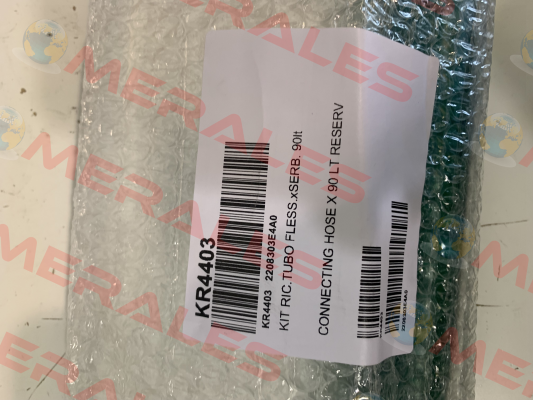 KR4403
KR4403 2208303E4A0
KIT RIC.TUBO FLESS.xSERB. 90lt
CONNECTING HOSE X 90 LT RESERV
MERALES
MERALES
MERALES